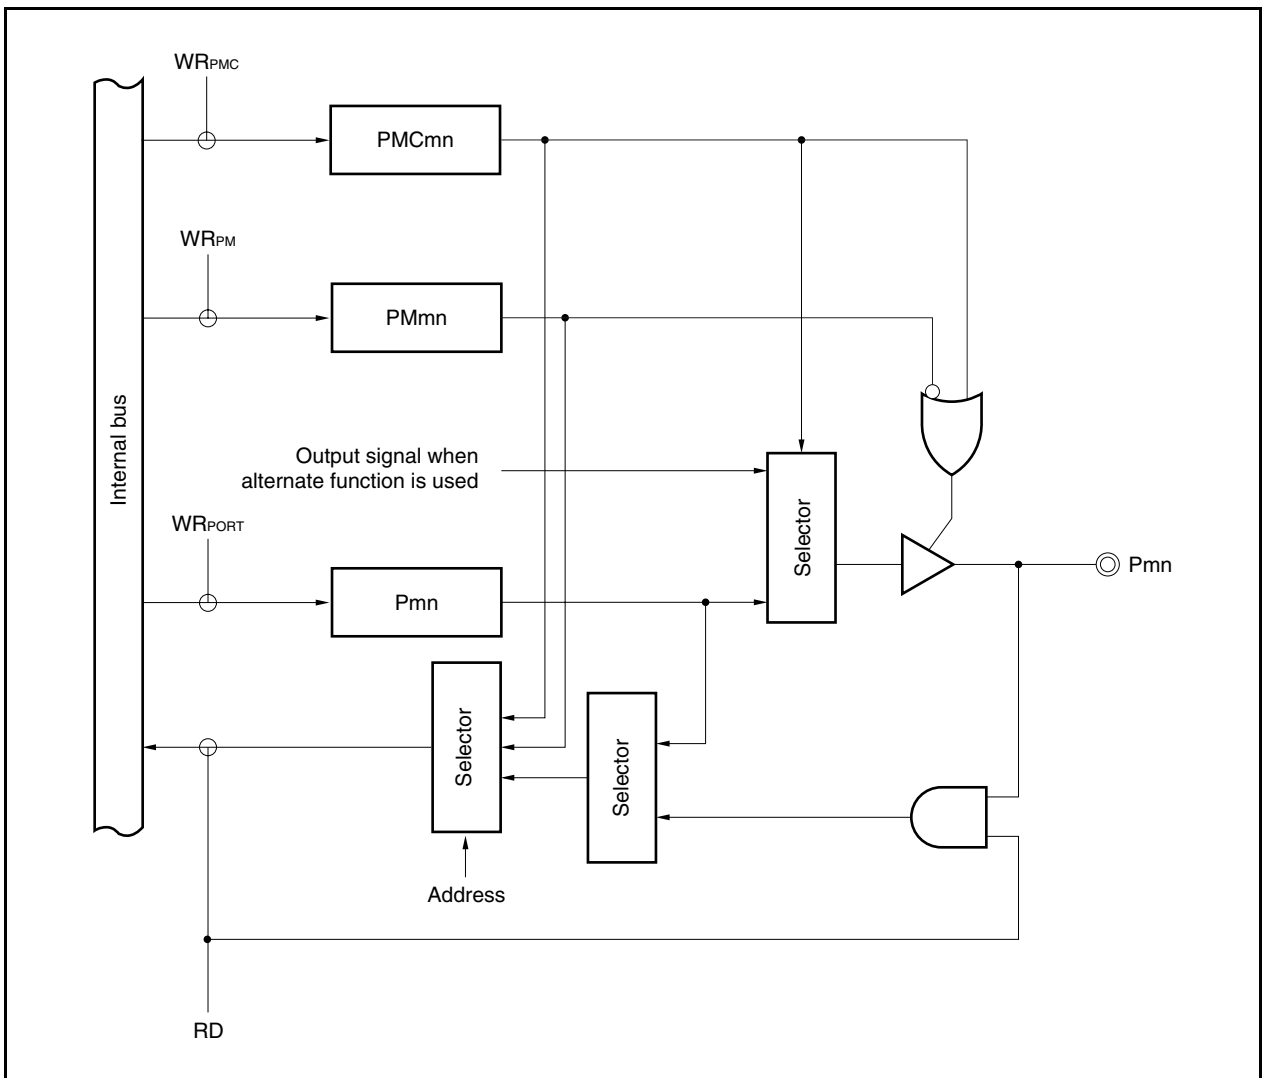 WRPMC
PMCmn
WRPM
PMmn
Internal bus
Output signal when
alternate function is used
WRPORT
Selector
Pmn
Pmn
Selector
Selector
Address
RD